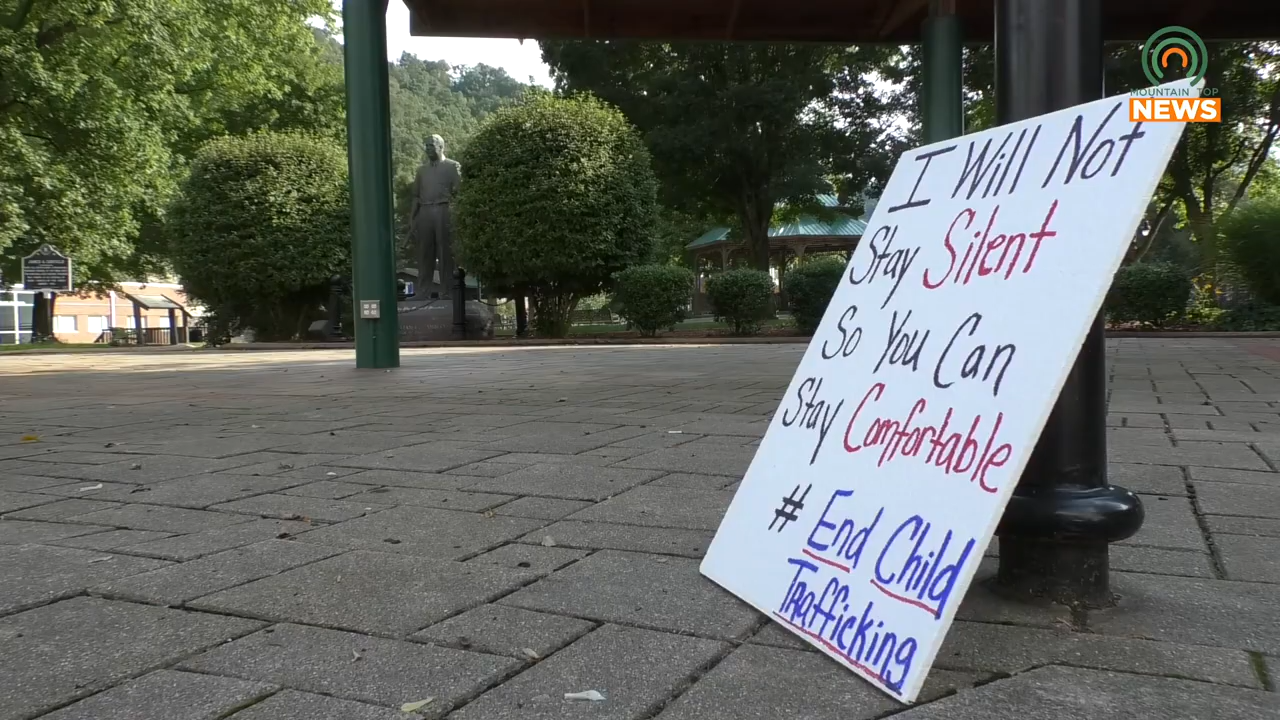 MOUNTAIN TOP
NEWS
I Will Not
Stay Silent
So You Can
Stay Comfortable
# End Child
Trafficking